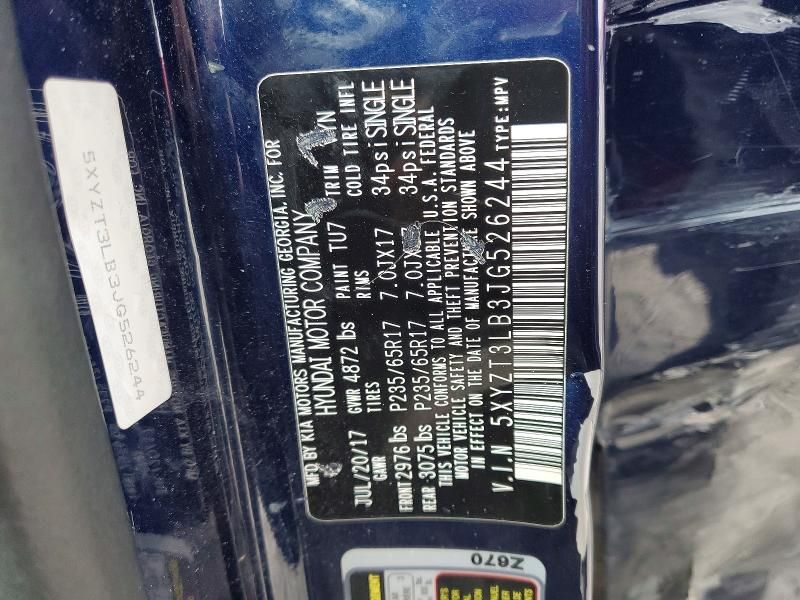 5XYZT3LB3JG526244
MFD BY KIA MOTORS MANUFACTURING GEORGIA, INC. FOR
HYUNDAI MOTOR COMPANY
JUL/20/17 GVWR 4872 lbs PAINT TU7 TRIM YN
GAWR TIRES RIMS COLD TIRE INFL
FRONT 2976 lbs P235/65R17 7.0JX17 34psi SINGLE
REAR 3075 lbs P235/65R17 7.0JX 34psi SINGLE
THIS VEHICLE CONFORMS TO ALL APPLICABLE U.S.A. FEDERAL
MOTOR VEHICLE SAFETY AND THEFT PREVENTION STANDARDS
IN EFFECT ON THE DATE OF MANUFACTURE SHOWN ABOVE
V.I.N 5XYZT3LB3JG526244 TYPE:MPV
Z670